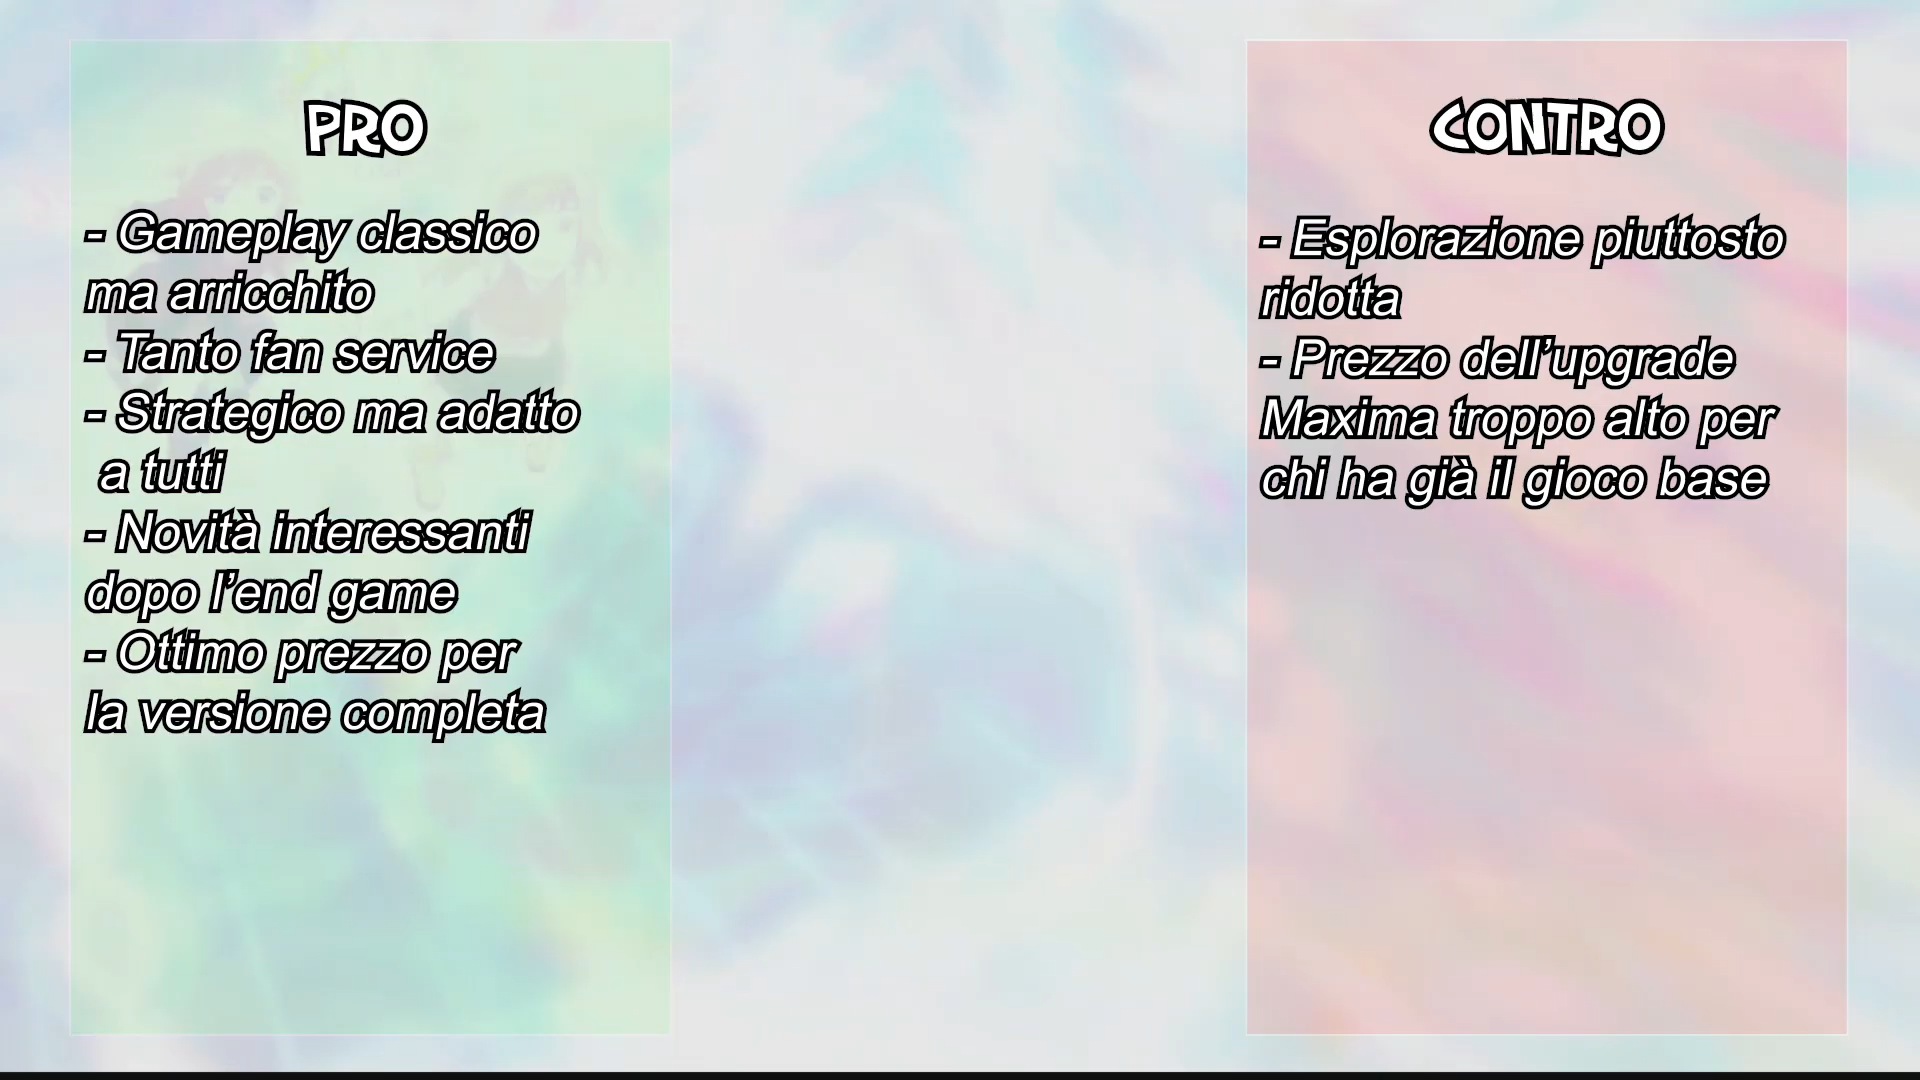 PRO
- Gameplay classico
ma arricchito
- Tanto fan service
- Strategico ma adatto
a tutti
- Novità interessanti
dopo l’end game
- Ottimo prezzo per
la versione completa
CONTRO
- Esplorazione piuttosto
ridotta
- Prezzo dell’upgrade
Maxima troppo alto per
chi ha già il gioco base